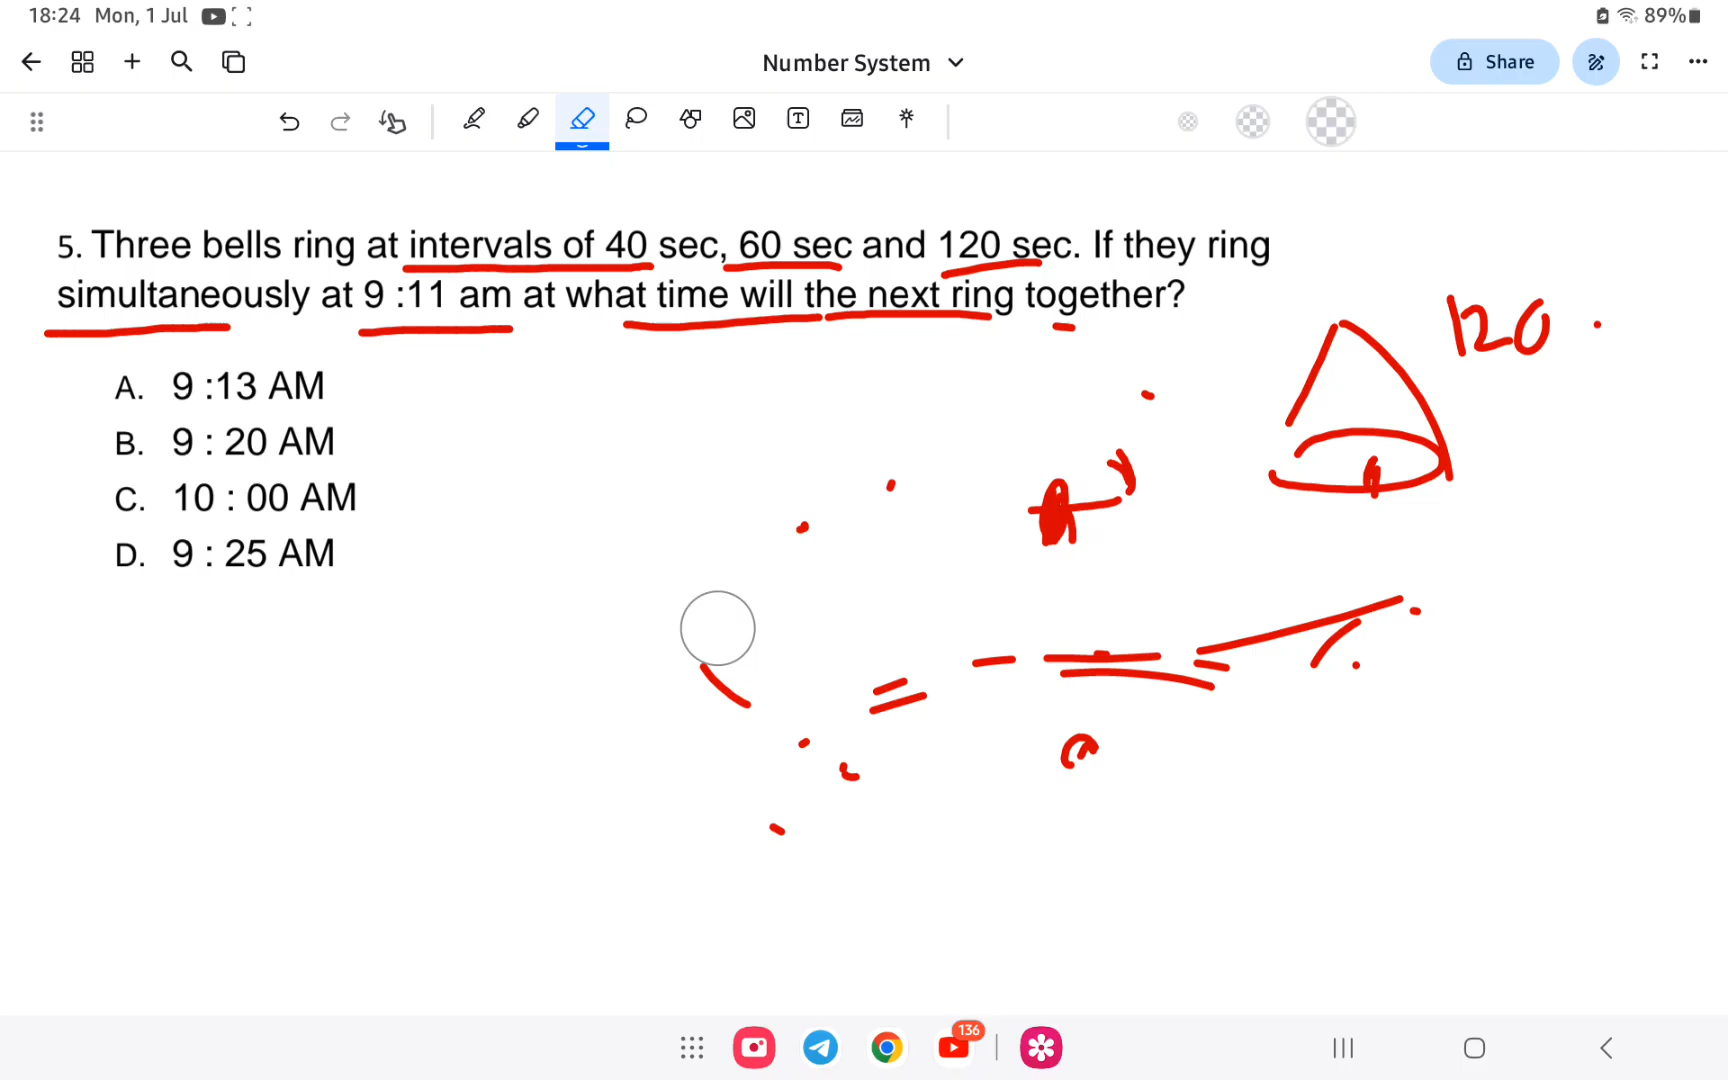 18:24 Mon, 1 Jul
89%
Number System
Share
5. Three bells ring at intervals of 40 sec, 60 sec and 120 sec. If they ring
simultaneously at 9 :11 am at what time will the next ring together?
120
A. 9 :13 AM
B. 9 : 20 AM
C. 10 : 00 AM
D. 9 : 25 AM
136